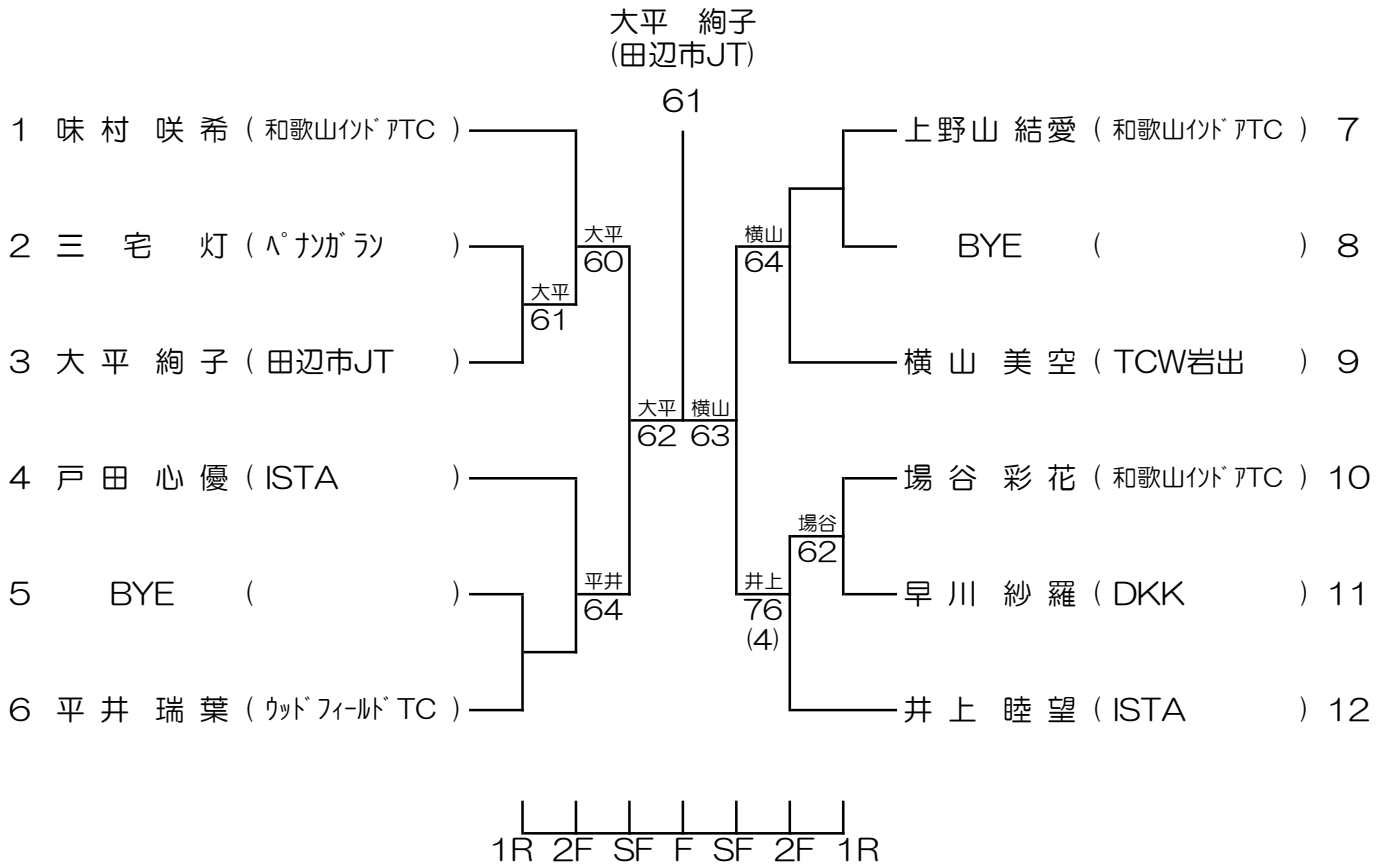 大平　絢子
(田辺市JT)
61
1 味村 咲希 ( 和歌山ｲﾝﾄﾞｱTC )
2 三宅 灯 ( ﾍﾟﾅﾝｶﾞﾗﾝ )
3 大平 絢子 ( 田辺市JT )
4 戸田 心優 ( ISTA )
5 BYE ( )
6 平井 瑞葉 ( ｳｯﾄﾞﾌｨｰﾙﾄﾞTC )
大平
61
大平
60
平井
64
大平
62
横山
63
横山
64
場谷
62
井上
76
(4)
上野山 結愛 ( 和歌山ｲﾝﾄﾞｱTC ) 7
BYE ( ) 8
横山 美空 ( TCW岩出 ) 9
場谷 彩花 ( 和歌山ｲﾝﾄﾞｱTC ) 10
早川 紗羅 ( DKK ) 11
井上 睦望 ( ISTA ) 12
1R 2F SF F SF 2F 1R